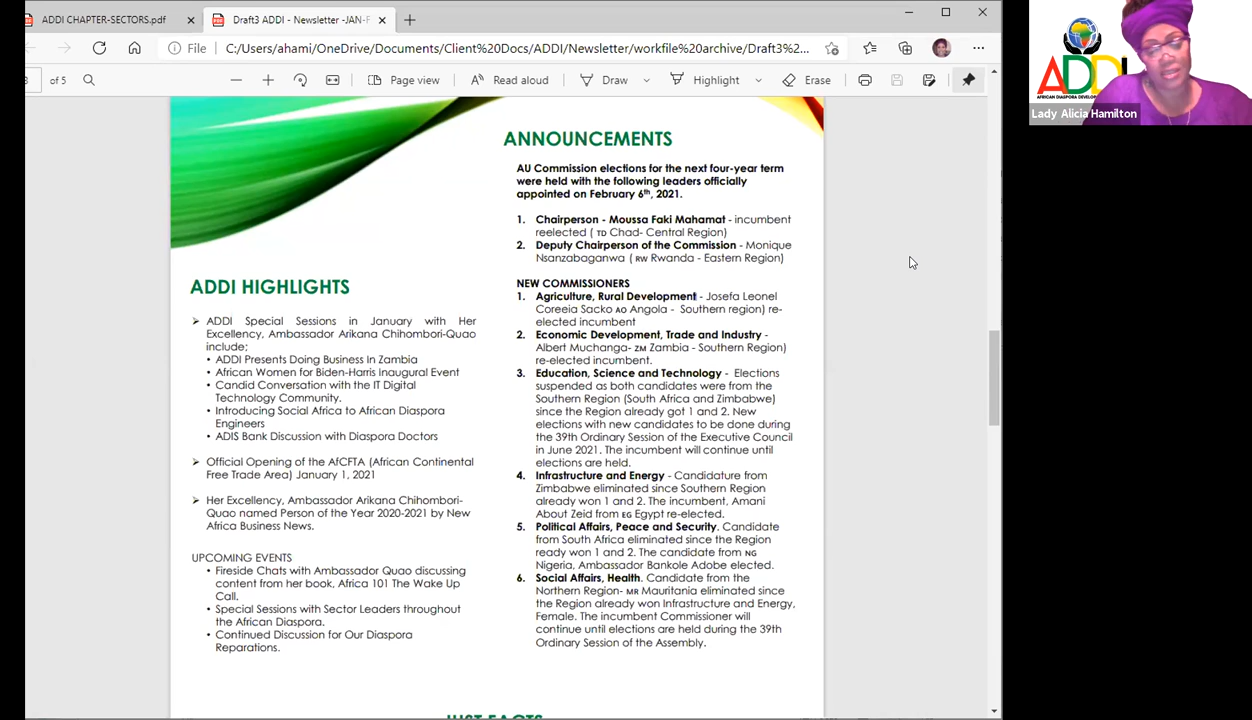 ADDI CHAPTER-SECTORS.pdf
Draft3 ADDI - Newsletter -JAN-F
File
C:/Users/ahami/OneDrive/Documents/Client%20Docs/ADDI/Newsletter/workfile%20archive/Draft3%2...
of 5
Page view
Read aloud
Draw
Highlight
Erase
ADDI
Lady Alicia Hamilton
ADDI HIGHLIGHTS
ADDI Special Sessions in January with Her
Excellency, Ambassador Arikana Chihombori-Quao
include;
• ADDI Presents Doing Business In Zambia
• African Women for Biden-Harris Inaugural Event
• Candid Conversation with the IT Digital
Technology Community.
• Introducing Social Africa to African Diaspora
Engineers
• ADIS Bank Discussion with Diaspora Doctors
Official Opening of the AfCFTA (African Continental
Free Trade Area) January 1, 2021
Her Excellency, Ambassador Arikana Chihombori-
Quao named Person of the Year 2020-2021 by New
Africa Business News.
UPCOMING EVENTS
• Fireside Chats with Ambassador Quao discussing
content from her book, Africa 101 The Wake Up
Call.
• Special Sessions with Sector Leaders throughout
the African Diaspora.
• Continued Discussion for Our Diaspora
Reparations.
ANNOUNCEMENTS
AU Commission elections for the next four-year term
were held with the following leaders officially
appointed on February 6th, 2021.
1. Chairperson - Moussa Faki Mahamat - incumbent
reelected ( TD Chad- Central Region)
2. Deputy Chairperson of the Commission - Monique
Nsanzabaganwa ( RW Rwanda - Eastern Region)
NEW COMMISSIONERS
1. Agriculture, Rural Development - Josefa Leonel
Coreeia Sacko AO Angola - Southern region) re-
elected incumbent
2. Economic Development, Trade and Industry -
Albert Muchanga- ZM Zambia - Southern Region)
re-elected incumbent.
3. Education, Science and Technology - Elections
suspended as both candidates were from the
Southern Region (South Africa and Zimbabwe)
since the Region already got 1 and 2. New
elections with new candidates to be done during
the 39th Ordinary Session of the Executive Council
in June 2021. The incumbent will continue until
elections are held.
4. Infrastructure and Energy - Candidature from
Zimbabwe eliminated since Southern Region
already won 1 and 2. The incumbent, Amani
About Zeid from EG Egypt re-elected.
5. Political Affairs, Peace and Security. Candidate
from South Africa eliminated since the Region
ready won 1 and 2. The candidate from NG
Nigeria, Ambassador Bankole Adobe elected.
6. Social Affairs, Health. Candidate from the
Northern Region- MR Mauritania eliminated since
the Region already won Infrastructure and Energy,
Female. The incumbent Commissioner will
continue until elections are held during the 39th
Ordinary Session of the Assembly.
JUST FACTS